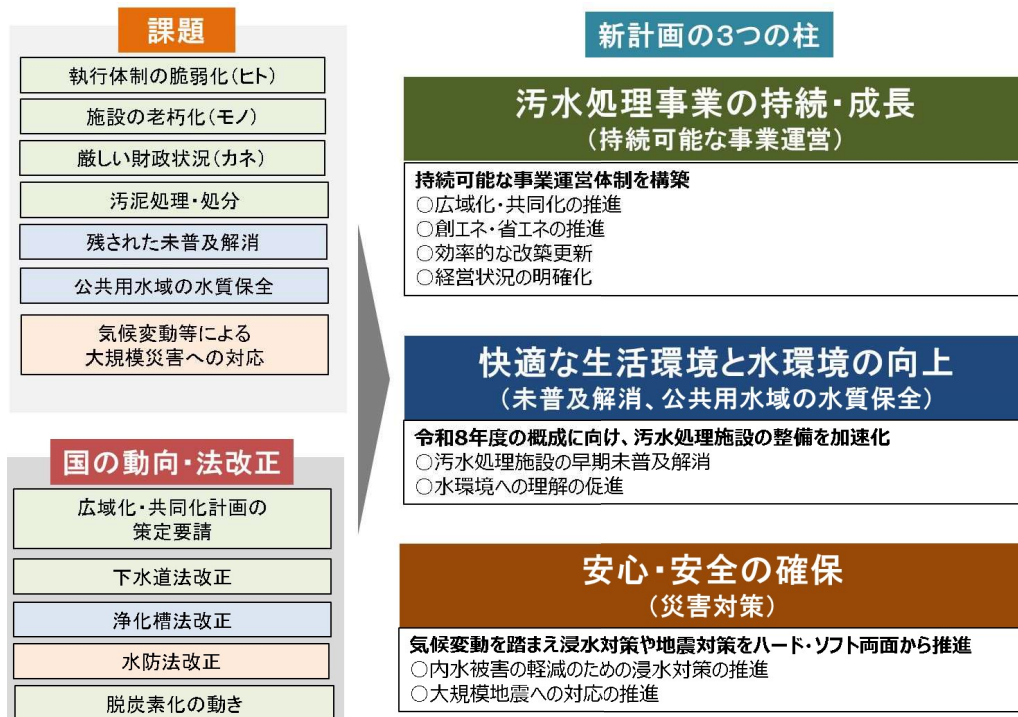 課題
執行体制の脆弱化(ヒト)
施設の老朽化(モノ)
厳しい財政状況(カネ)
汚泥処理・処分
残された未普及解消
公共用水域の水質保全
気候変動等による
大規模災害への対応
国の動向・法改正
広域化・共同化計画の
策定要請
下水道法改正
浄化槽法改正
水防法改正
脱炭素化の動き
新計画の3つの柱
汚水処理事業の持続・成長
(持続可能な事業運営)
持続可能な事業運営体制を構築
○広域化・共同化の推進
○創エネ・省エネの推進
○効率的な改築更新
○経営状況の明確化
快適な生活環境と水環境の向上
(未普及解消、公共用水域の水質保全)
令和8年度の概成に向け、汚水処理施設の整備を加速化
○汚水処理施設の早期未普及解消
○水環境への理解の促進
安心・安全の確保
(災害対策)
気候変動を踏まえ浸水対策や地震対策をハード・ソフト両面から推進
○内水被害の軽減のための浸水対策の推進
○大規模地震への対応の推進